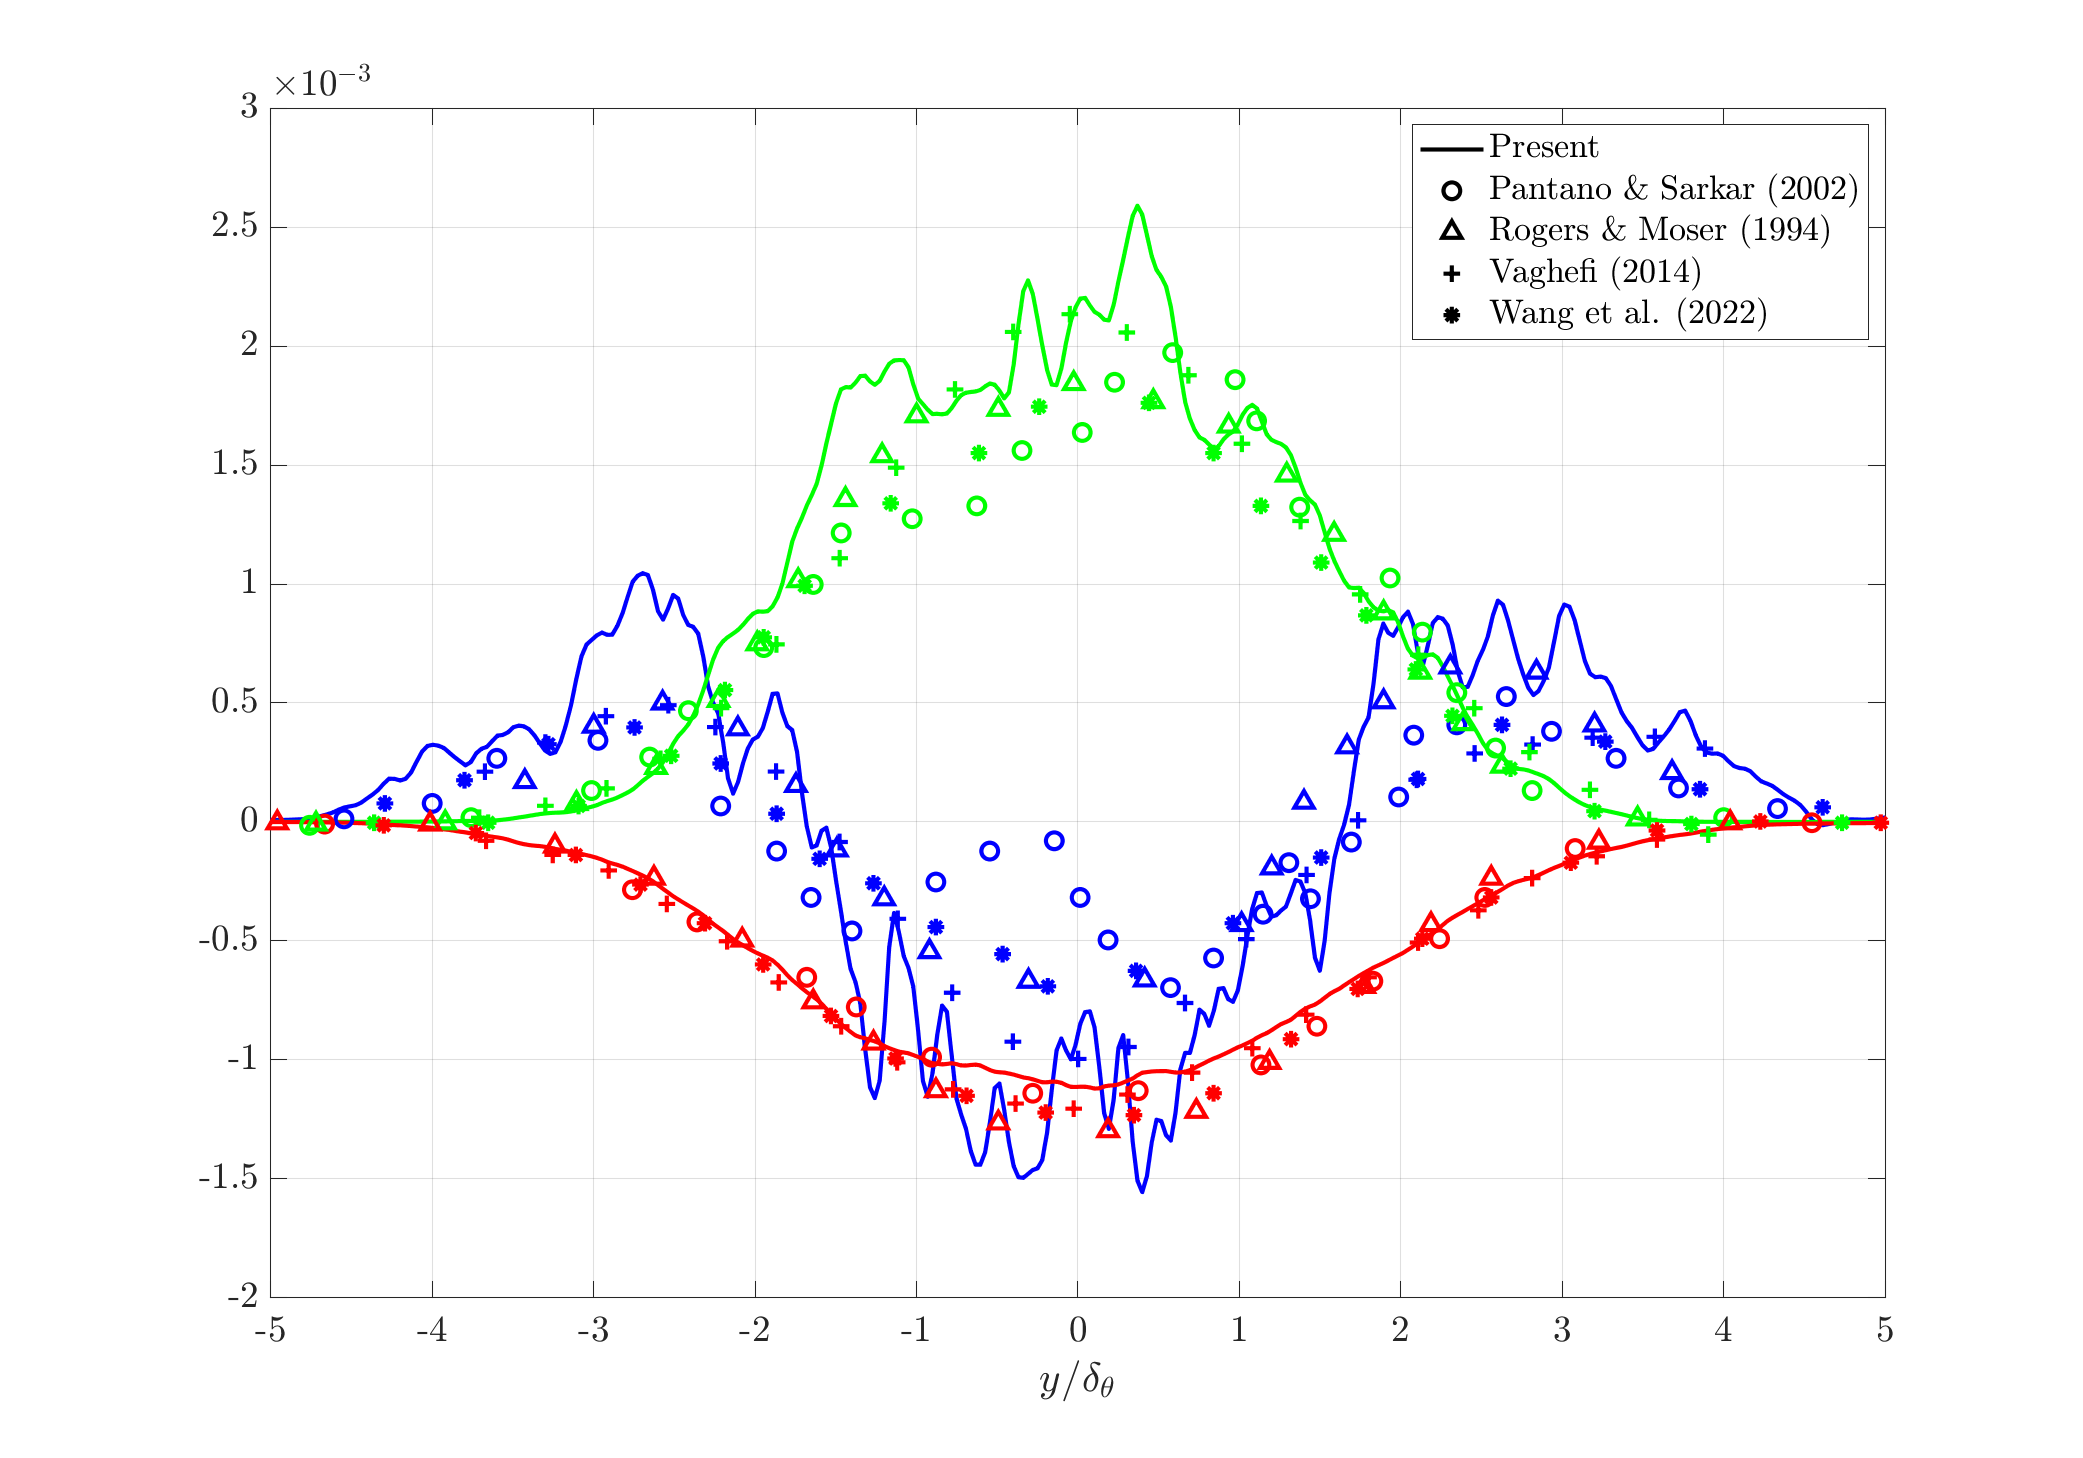 ×10⁻³
3
2.5
2
1.5
1
0.5
0
-0.5
-1
-1.5
-2
-5 -4 -3 -2 -1 0 1 2 3 4 5
y/δ_θ
Present
Pantano & Sarkar (2002)
Rogers & Moser (1994)
Vaghefi (2014)
Wang et al. (2022)